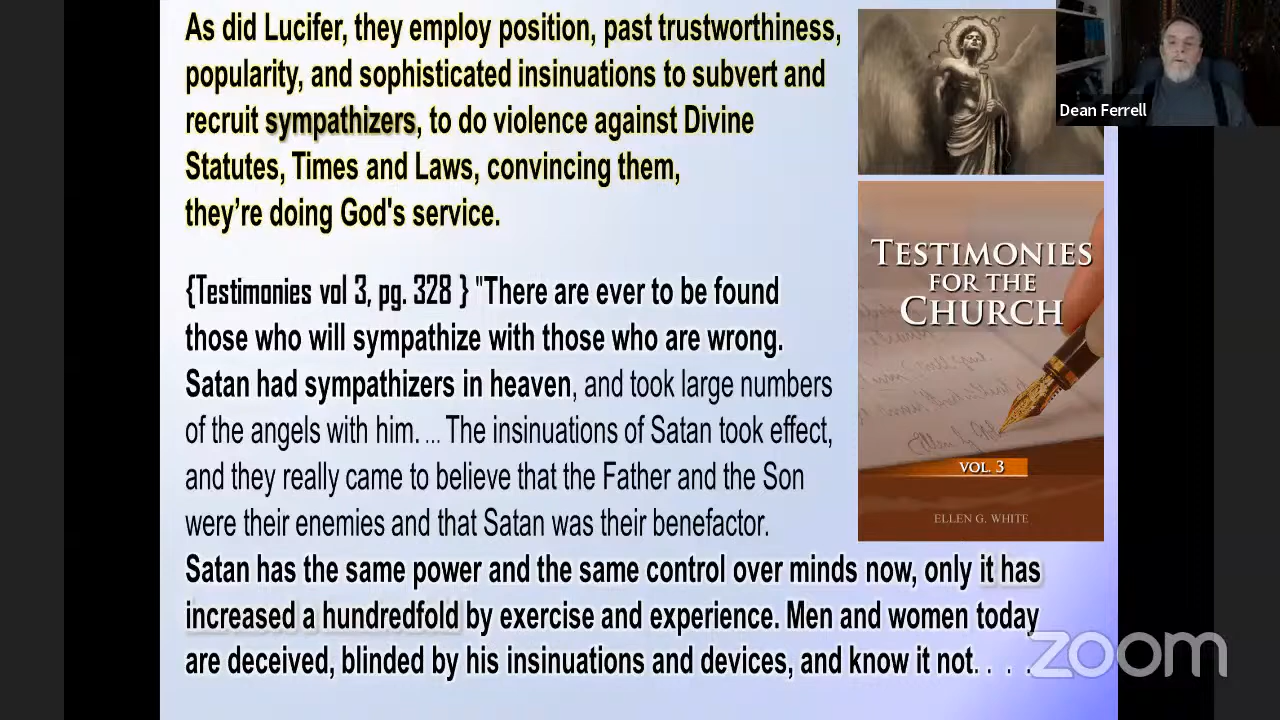 As did Lucifer, they employ position, past trustworthiness,
popularity, and sophisticated insinuations to subvert and
recruit sympathizers, to do violence against Divine
Statutes, Times and Laws, convincing them,
they’re doing God's service.
{Testimonies vol 3, pg. 328 } "There are ever to be found
those who will sympathize with those who are wrong.
Satan had sympathizers in heaven, and took large numbers
of the angels with him. ... The insinuations of Satan took effect,
and they really came to believe that the Father and the Son
were their enemies and that Satan was their benefactor.
Satan has the same power and the same control over minds now, only it has
increased a hundredfold by exercise and experience. Men and women today
are deceived, blinded by his insinuations and devices, and know it not. . . .
Dean Ferrell
TESTIMONIES
FOR THE
CHURCH
VOL. 3
ELLEN G. WHITE
zoom